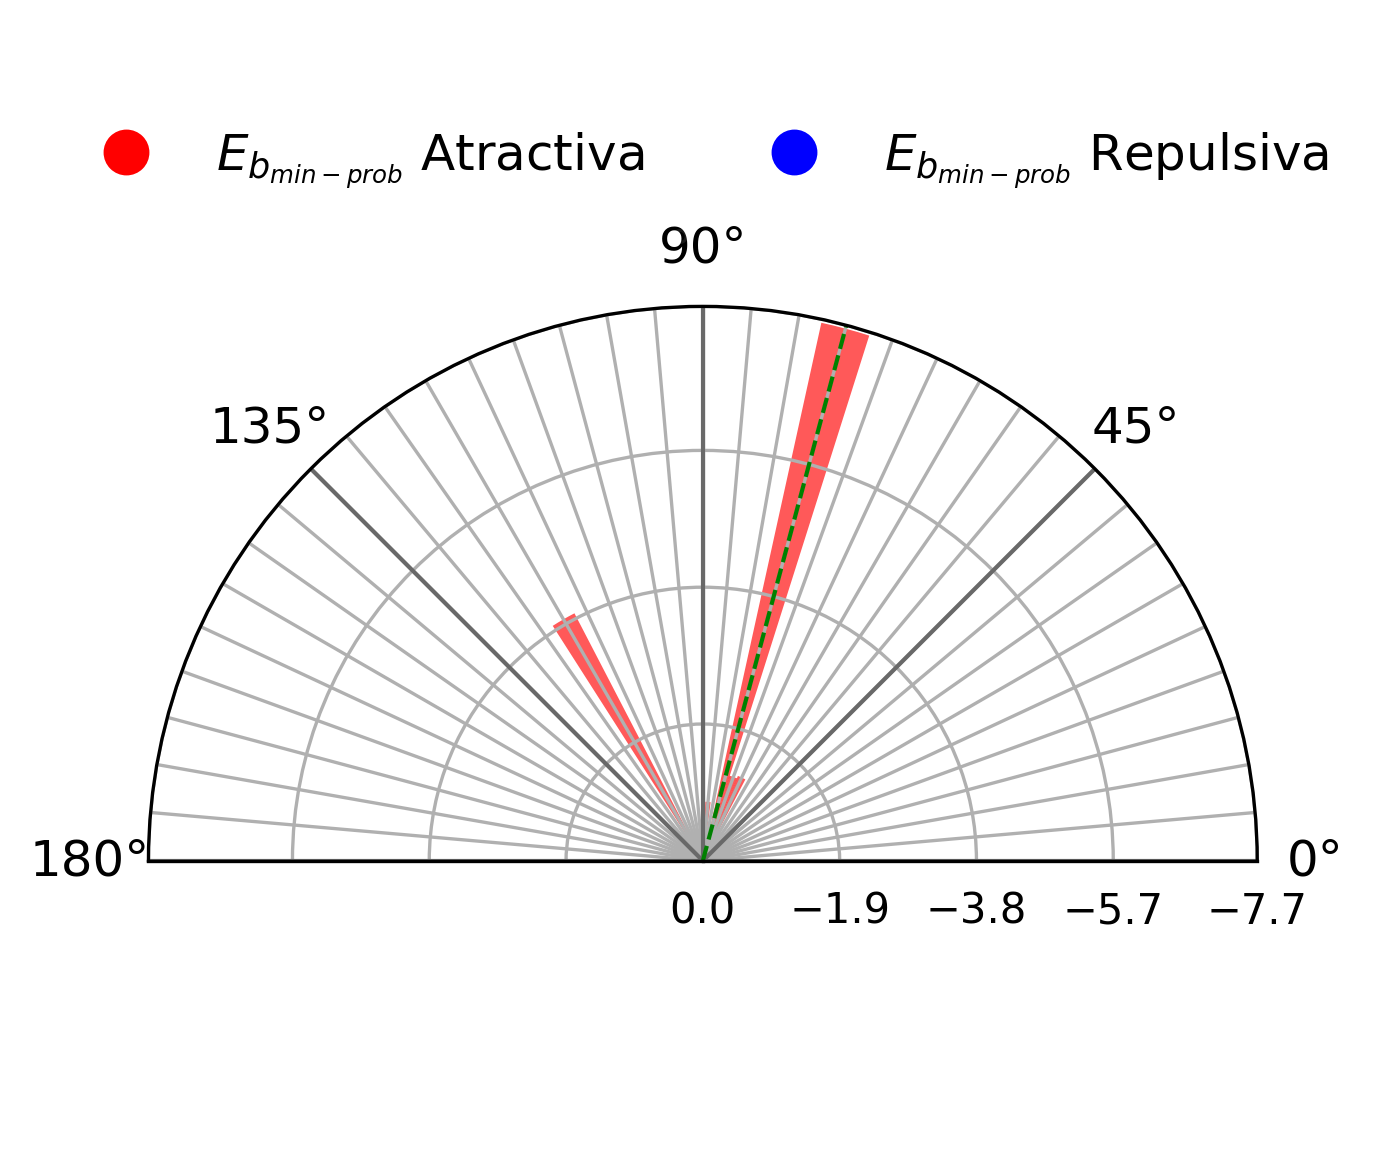 E_{b_{min-prob}} Atractiva E_{b_{min-prob}} Repulsiva
90°
135° 45°
180° 0°
0.0 −1.9 −3.8 −5.7 −7.7